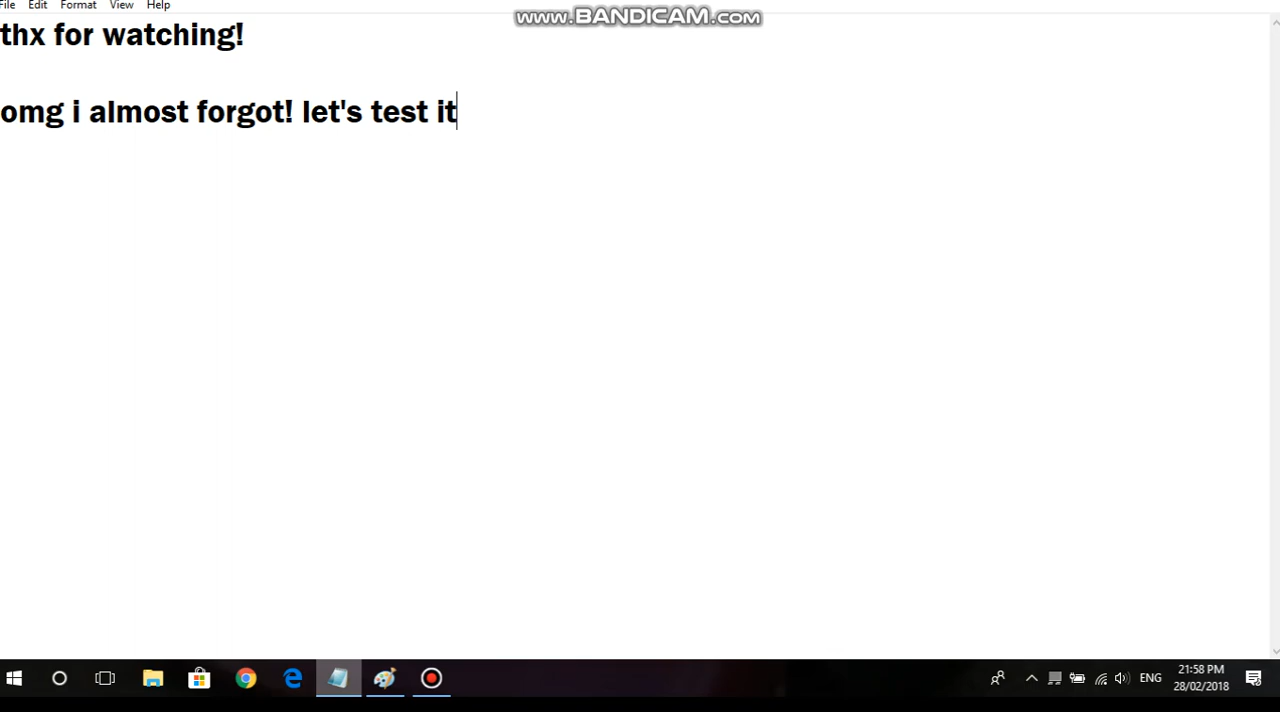 File Edit Format View Help
www.BANDICAM.com
thx for watching!
omg i almost forgot! let's test it
ENG
21:58 PM
28/02/2018